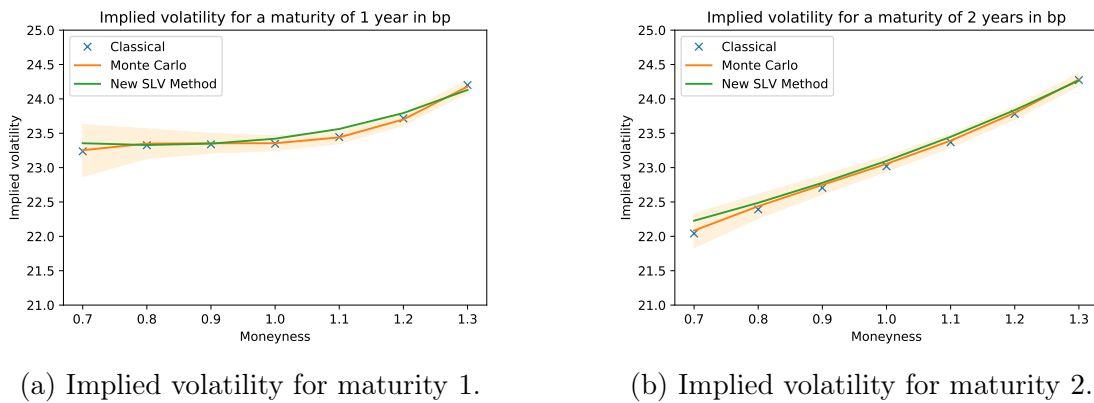 Implied volatility for a maturity of 1 year in bp
25.0
24.5
24.0
23.5
23.0
22.5
22.0
21.5
21.0
Implied volatility
Classical
Monte Carlo
New SLV Method
0.7 0.8 0.9 1.0 1.1 1.2 1.3
Moneyness
(a) Implied volatility for maturity 1.
Implied volatility for a maturity of 2 years in bp
25.0
24.5
24.0
23.5
23.0
22.5
22.0
21.5
21.0
Implied volatility
Classical
Monte Carlo
New SLV Method
0.7 0.8 0.9 1.0 1.1 1.2 1.3
Moneyness
(b) Implied volatility for maturity 2.